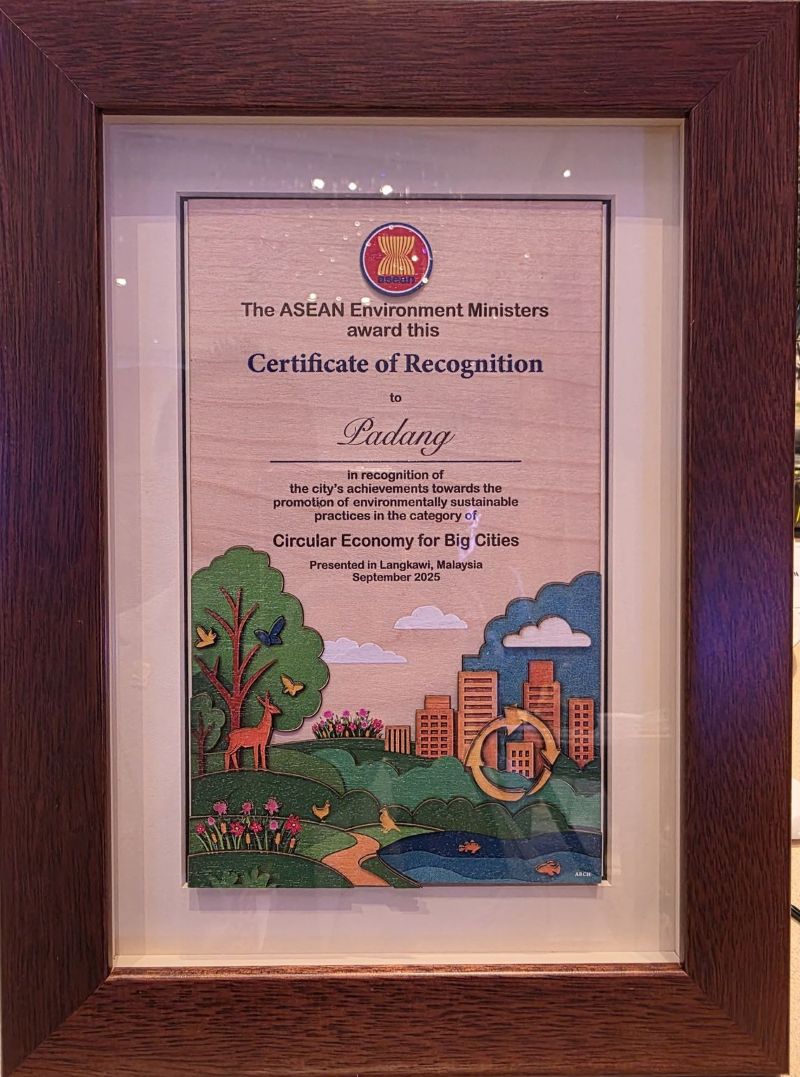 asean
The ASEAN Environment Ministers
award this
Certificate of Recognition
to
Padang
in recognition of
the city's achievements towards the
promotion of environmentally sustainable
practices in the category of
Circular Economy for Big Cities
Presented in Langkawi, Malaysia
September 2025
ARCH